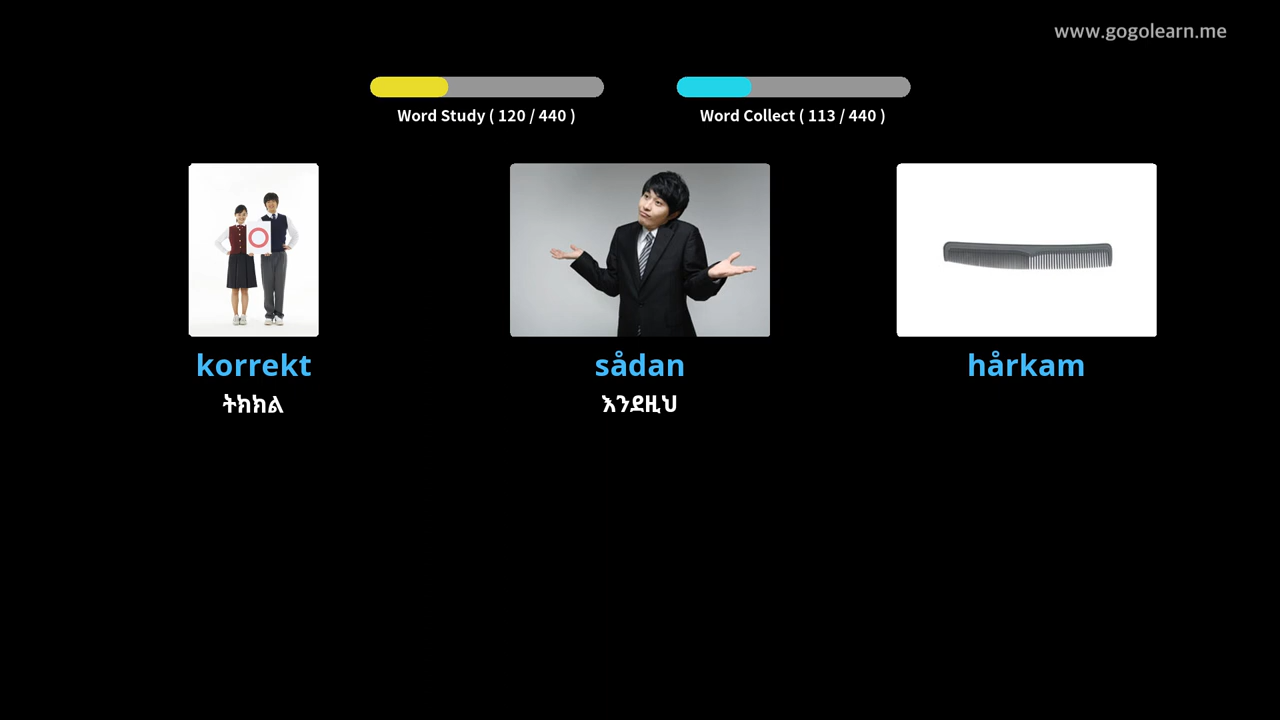 www.gogolearn.me
Word Study ( 120 / 440 )
Word Collect ( 113 / 440 )
korrekt
ትክክል
sådan
እንደዚህ
hårkam